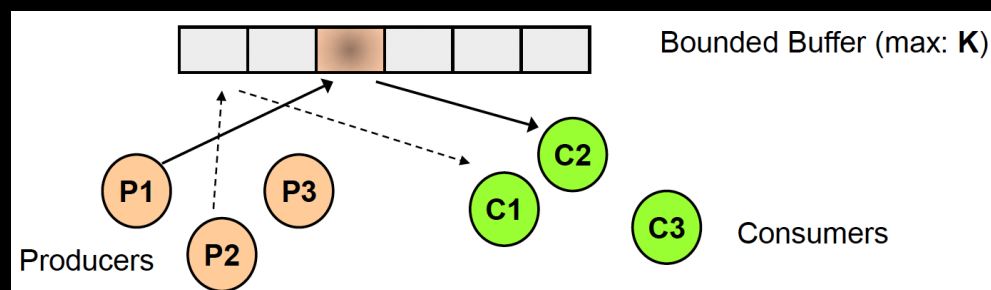 Bounded Buffer (max: K)
P1
P3
C2
C1
P2
C3
Producers
Consumers